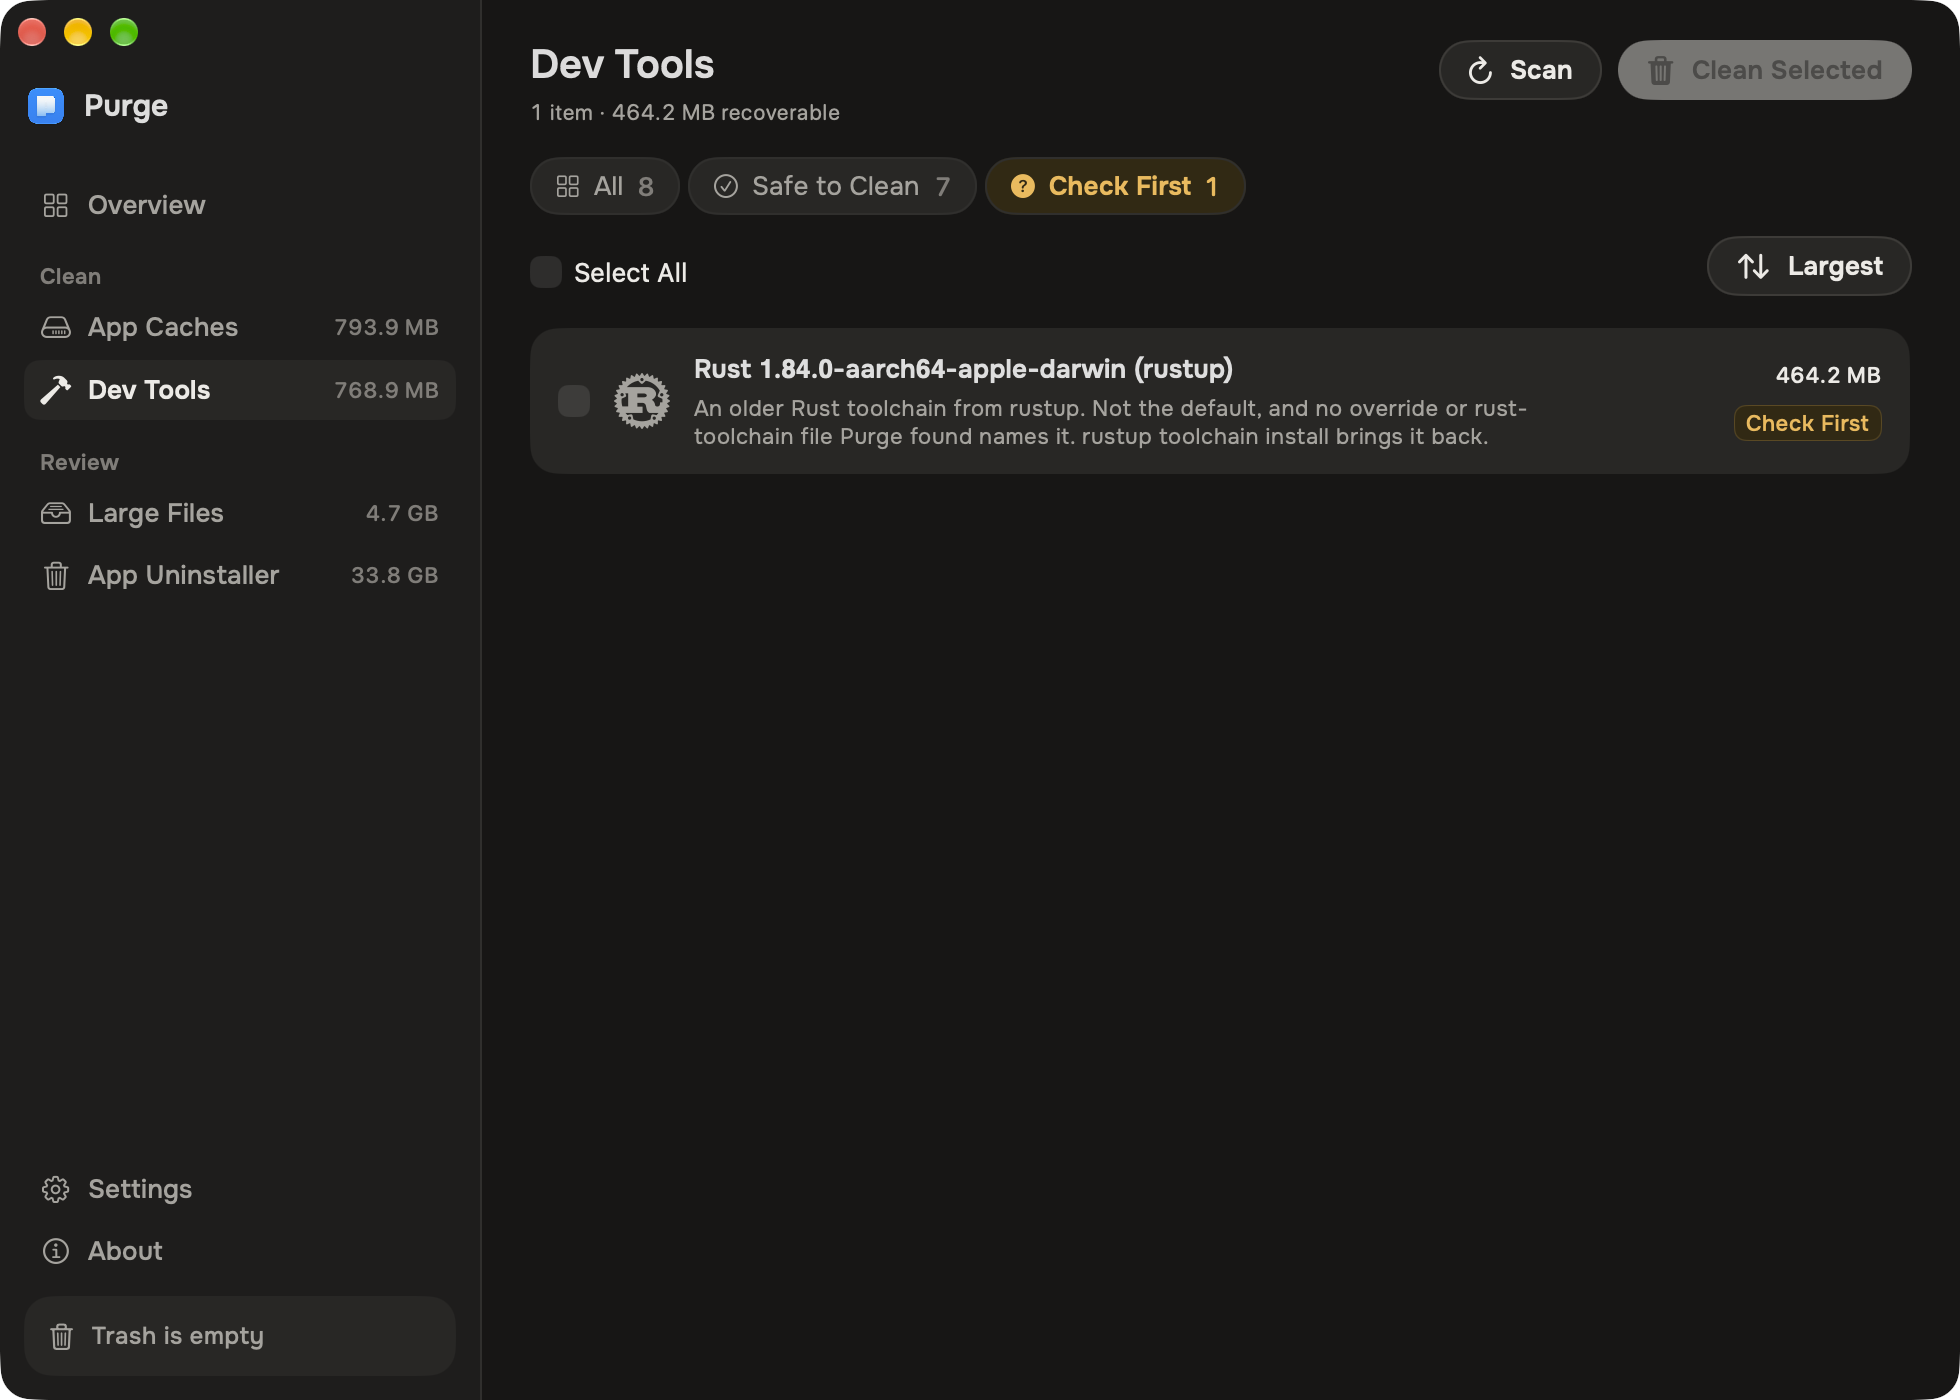 Purge
Overview
Clean
App Caches 793.9 MB
Dev Tools 768.9 MB
Review
Large Files 4.7 GB
App Uninstaller 33.8 GB
Settings
About
Trash is empty
Dev Tools
1 item · 464.2 MB recoverable
Scan
Clean Selected
All 8
Safe to Clean 7
? Check First 1
Select All
Largest
Rust 1.84.0-aarch64-apple-darwin (rustup)
An older Rust toolchain from rustup. Not the default, and no override or rust-
toolchain file Purge found names it. rustup toolchain install brings it back.
464.2 MB
Check First